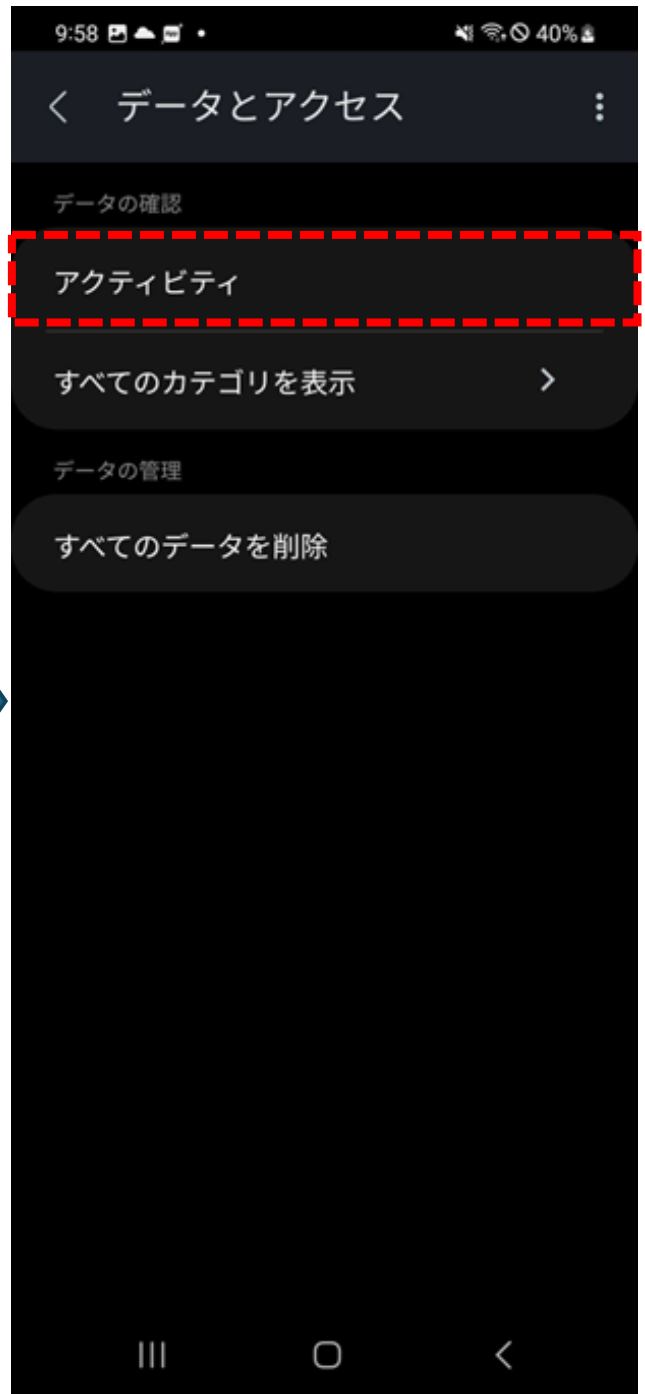 9:58 40%
データとアクセス
データの確認
アクティビティ
すべてのカテゴリを表示
データの管理
すべてのデータを削除